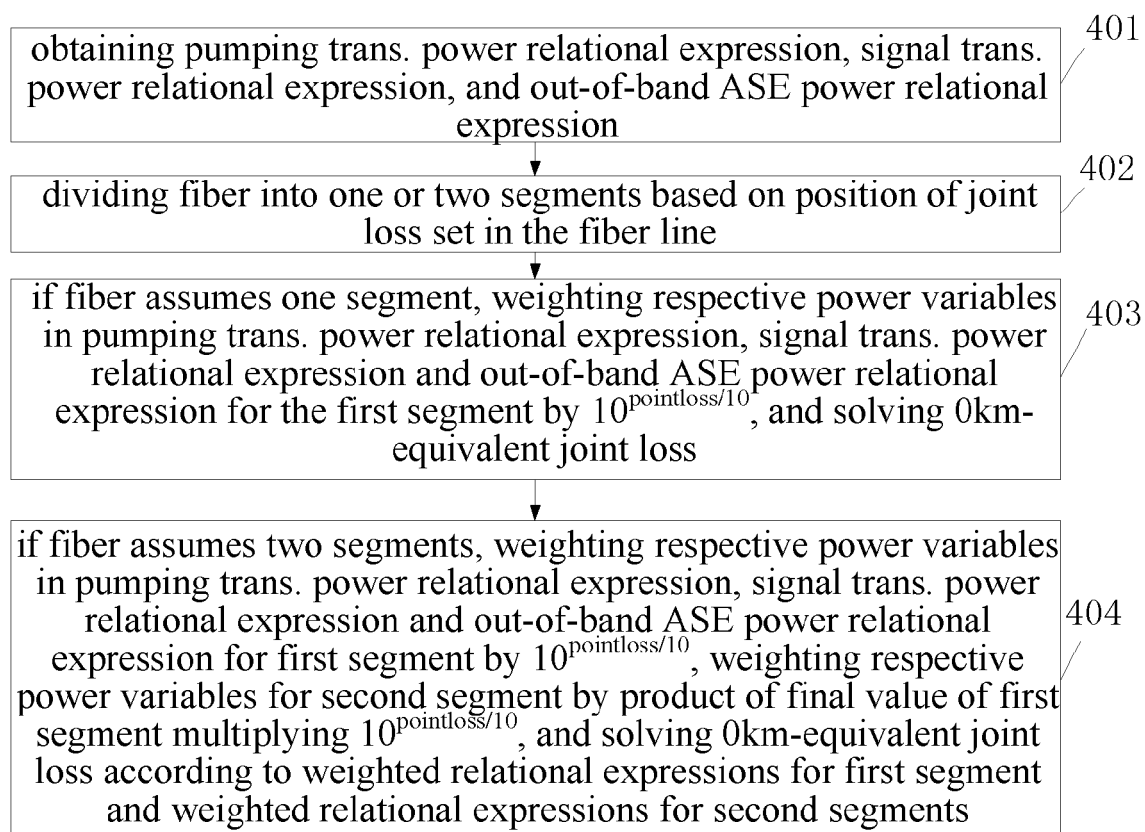 obtaining pumping trans. power relational expression, signal trans.
power relational expression, and out-of-band ASE power relational
expression
401
dividing fiber into one or two segments based on position of joint
loss set in the fiber line
402
if fiber assumes one segment, weighting respective power variables
in pumping trans. power relational expression, signal trans. power
relational expression and out-of-band ASE power relational
expression for the first segment by 10^pointloss/10, and solving 0km-
equivalent joint loss
403
if fiber assumes two segments, weighting respective power variables
in pumping trans. power relational expression, signal trans. power
relational expression and out-of-band ASE power relational
expression for first segment by 10^pointloss/10, weighting respective
power variables for second segment by product of final value of first
segment multiplying 10^pointloss/10, and solving 0km-equivalent joint
loss according to weighted relational expressions for first segment
and weighted relational expressions for second segments
404